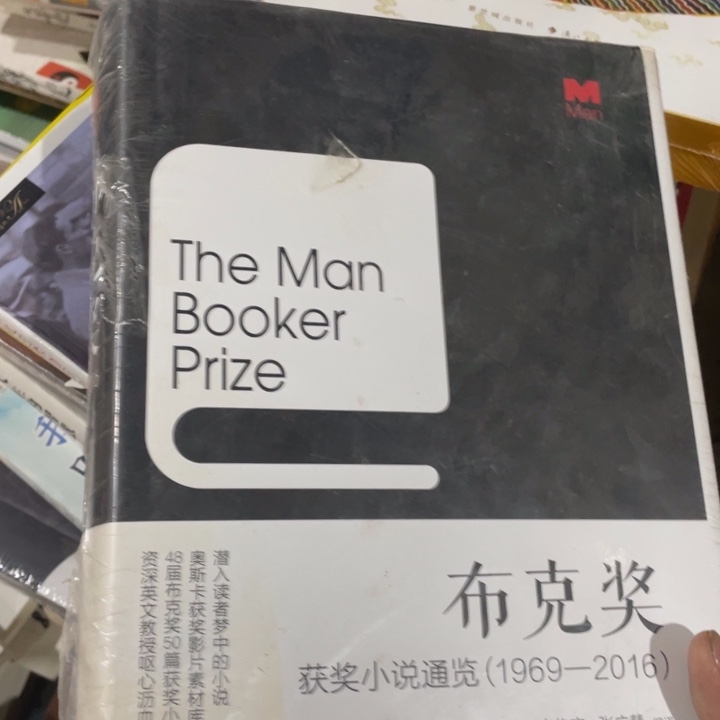 M
Man
The Man
Booker
Prize
布克奖
获奖小说通览(1969—2016)
潜入读者梦中的小说
奥斯卡获奖影片素材库
48届布克奖50篇获奖小
资深英文教授呕心沥血
手